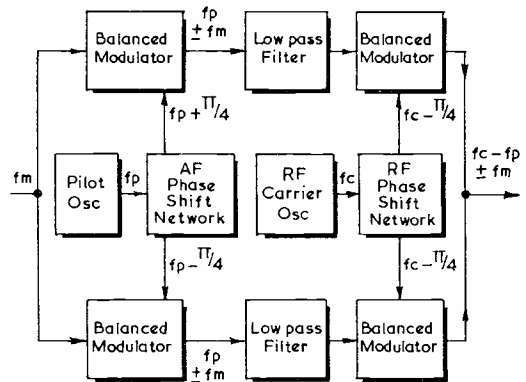 fp
± fm
Balanced
Modulator
Low pass
Filter
Balanced
Modulator
fp + π/4
fc - π/4
fm
Pilot
Osc
fp
AF
Phase
Shift
Network
RF
Carrier
Osc
fc
RF
Phase
Shift
Network
fc - fp
± fm
fp - π/4
fc - π/4
Balanced
Modulator
fp
± fm
Low pass
Filter
Balanced
Modulator